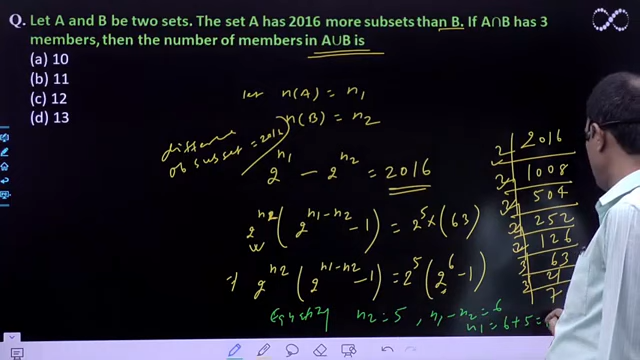 Q. Let A and B be two sets. The set A has 2016 more subsets than B. If A∩B has 3
members, then the number of members in A∪B is
(a) 10
(b) 11
(c) 12
(d) 13
let n(A) = n₁
n(B) = n₂
difference
of subset = 2016
2^n₁ − 2^n₂ = 2016
2^n₂ (2^(n₁−n₂) −1) = 2⁵ × (63)
⇒ 2^n₂ (2^(n₁−n₂) −1) = 2⁵ (2⁶ −1)
n₂ = 5, n₁ − n₂ = 6
n₁ = 6 + 5 =
2 | 2016
2 | 1008
2 | 504
2 | 252
2 | 126
3 | 63
3 | 21
7